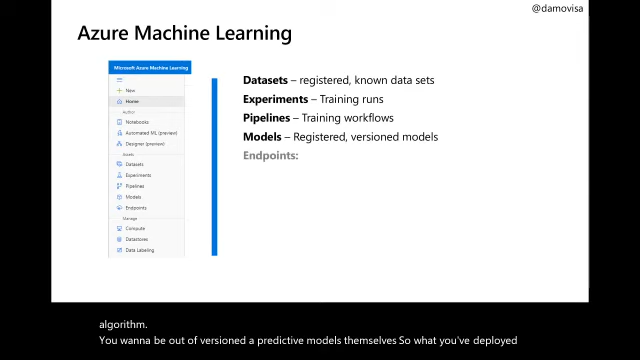 @damovisa
Azure Machine Learning
Microsoft Azure Machine Learning
New
Home
Author
Notebooks
Automated ML (preview)
Designer (preview)
Assets
Datasets
Experiments
Pipelines
Models
Endpoints
Manage
Compute
Datastores
Data Labeling
Datasets – registered, known data sets
Experiments – Training runs
Pipelines – Training workflows
Models – Registered, versioned models
Endpoints:
algorithm.
You wanna be out of versioned a predictive models themselves So what you've deployed